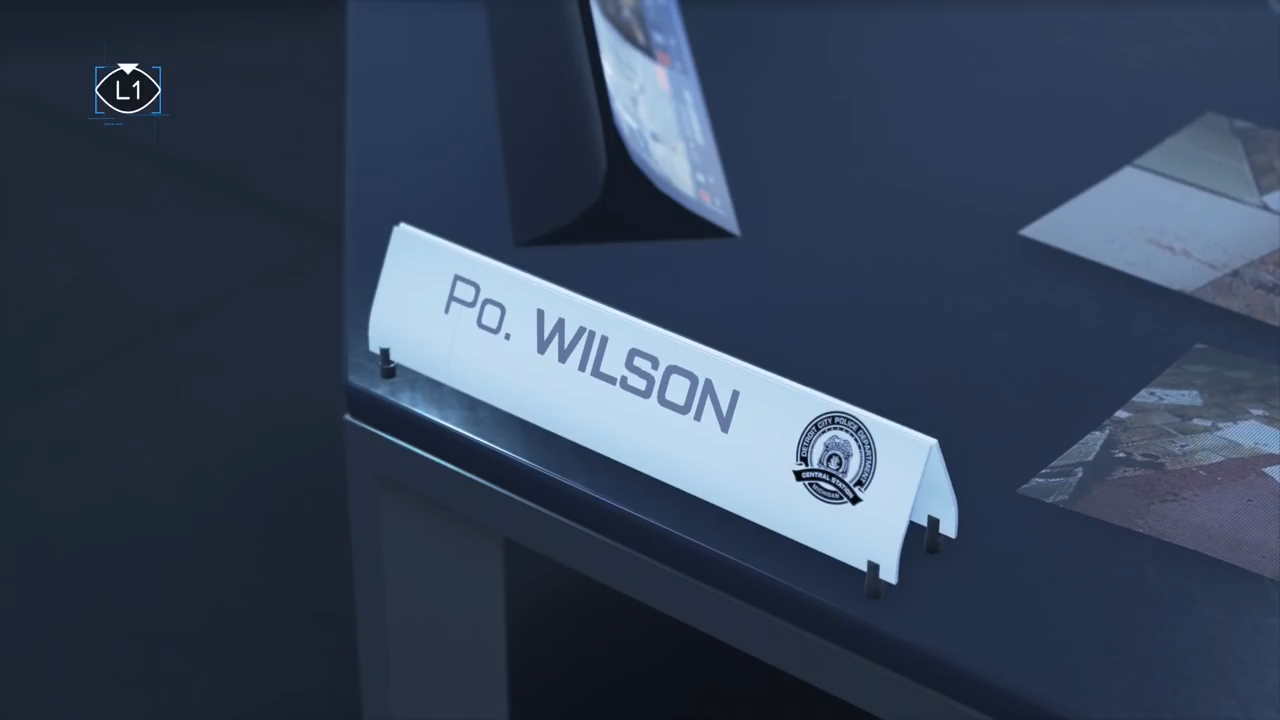 L1
Po. WILSON
DETROIT CITY POLICE DEPARTMENT
CENTRAL STATION
MICHIGAN